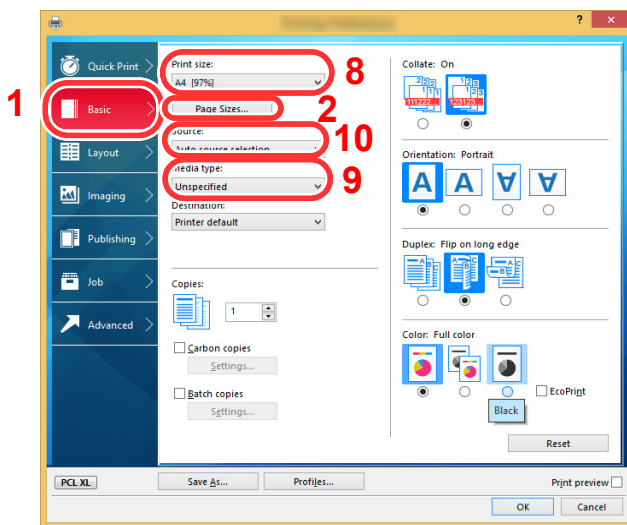 ?
×
Quick Print
Basic
Layout
Imaging
Publishing
Job
Advanced
1
Print size:
A4 [97%]
8
Page Sizes...
2
Source:
Auto source selection
10
Media type:
Unspecified
9
Destination:
Printer default
Copies:
1
Carbon copies
Settings...
Batch copies
Settings...
Collate: On
Orientation: Portrait
A A A A
Duplex: Flip on long edge
Color: Full color
EcoPrint
Black
Reset
PCL XL
Save As...
Profiles...
Print preview
OK
Cancel